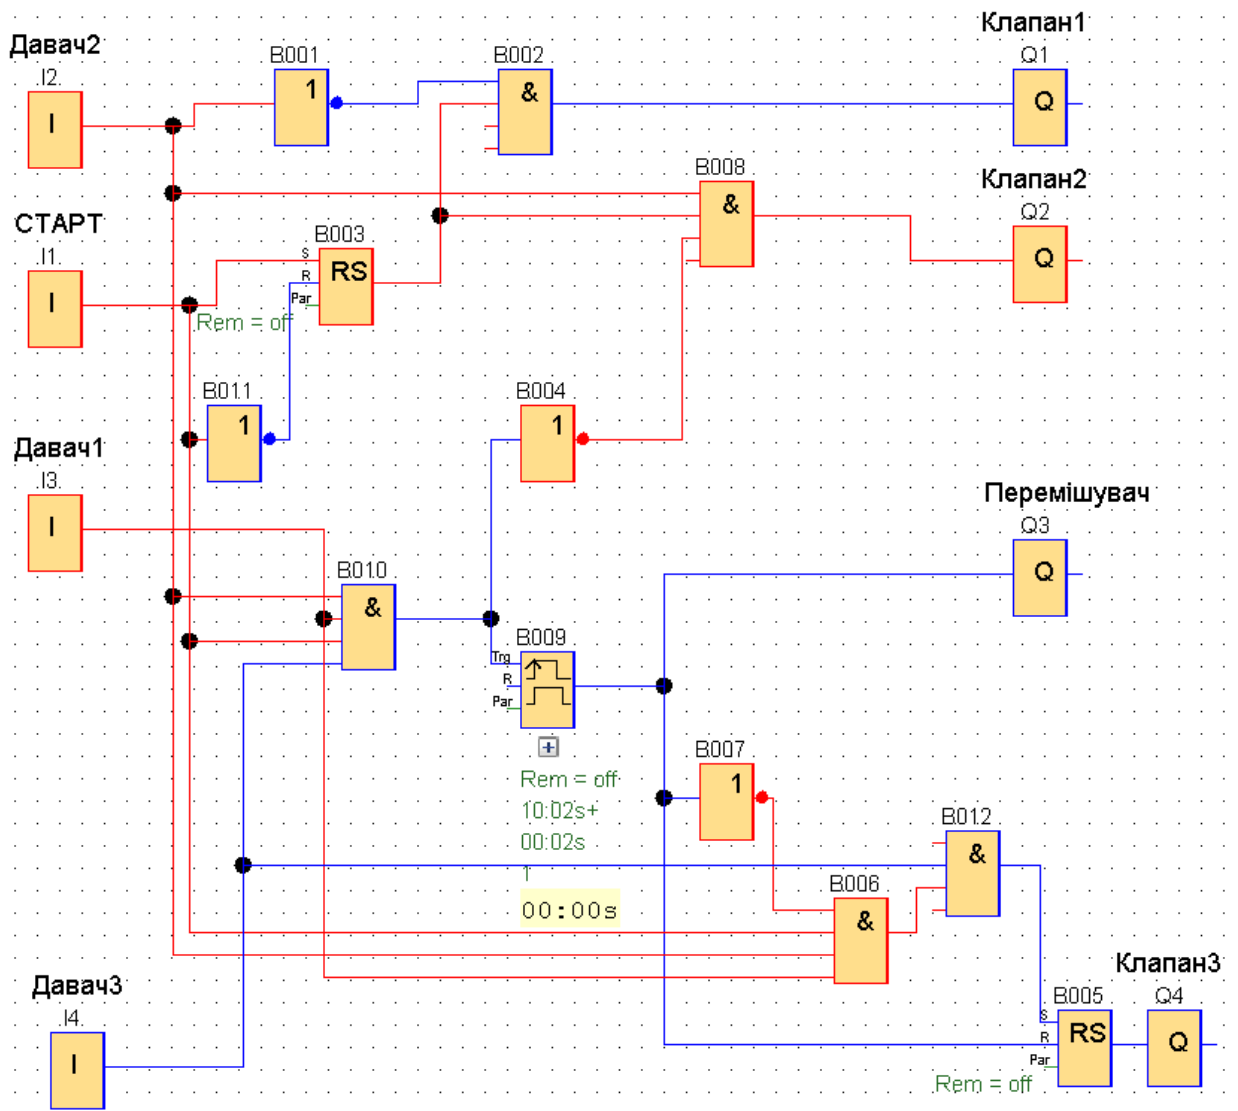 Клапан1
Давач2
B001
B002
Q1
I2
1
&
Q
I
B008
Клапан2
&
Q2
СТАРТ
B003
I1
S
RS
Q
R
I
Par
Rem = off
B011
B004
1
1
Давач1
I3
Перемішувач
I
Q3
B010
Q
&
B009
Trg
R
Par
B007
Rem = off
1
10:02s+
B012
00:02s
&
1
B006
00:00s
&
Клапан3
Давач3
B005
Q4
I4
S
RS
R
Q
I
Par
Rem = off